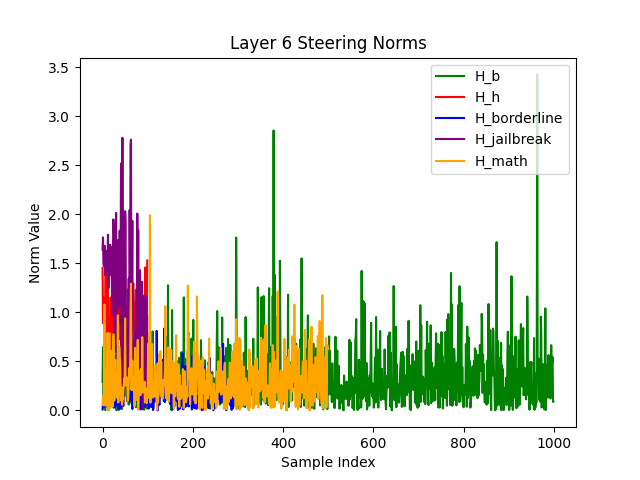 Layer 6 Steering Norms
3.5
3.0
2.5
2.0
1.5
1.0
0.5
0.0
Norm Value
H_b
H_h
H_borderline
H_jailbreak
H_math
0
200
400
600
800
1000
Sample Index